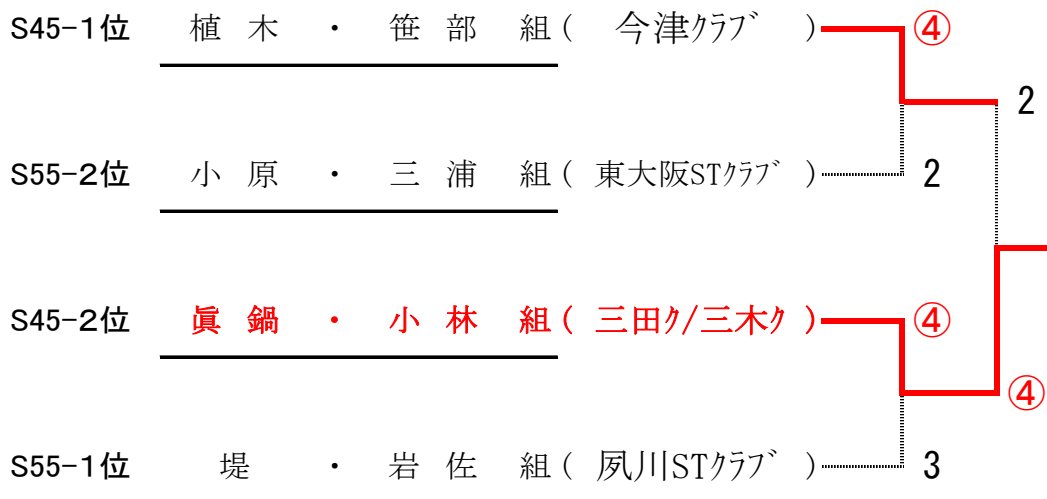 S45-1位 植木・笹部 組(今津ｸﾗﾌﾞ) ④
2
S55-2位 小原・三浦 組(東大阪STｸﾗﾌﾞ) 2
S45-2位 眞鍋・小林 組(三田ｸ/三木ｸ) ④
④
S55-1位 堤・岩佐 組(夙川STｸﾗﾌﾞ) 3